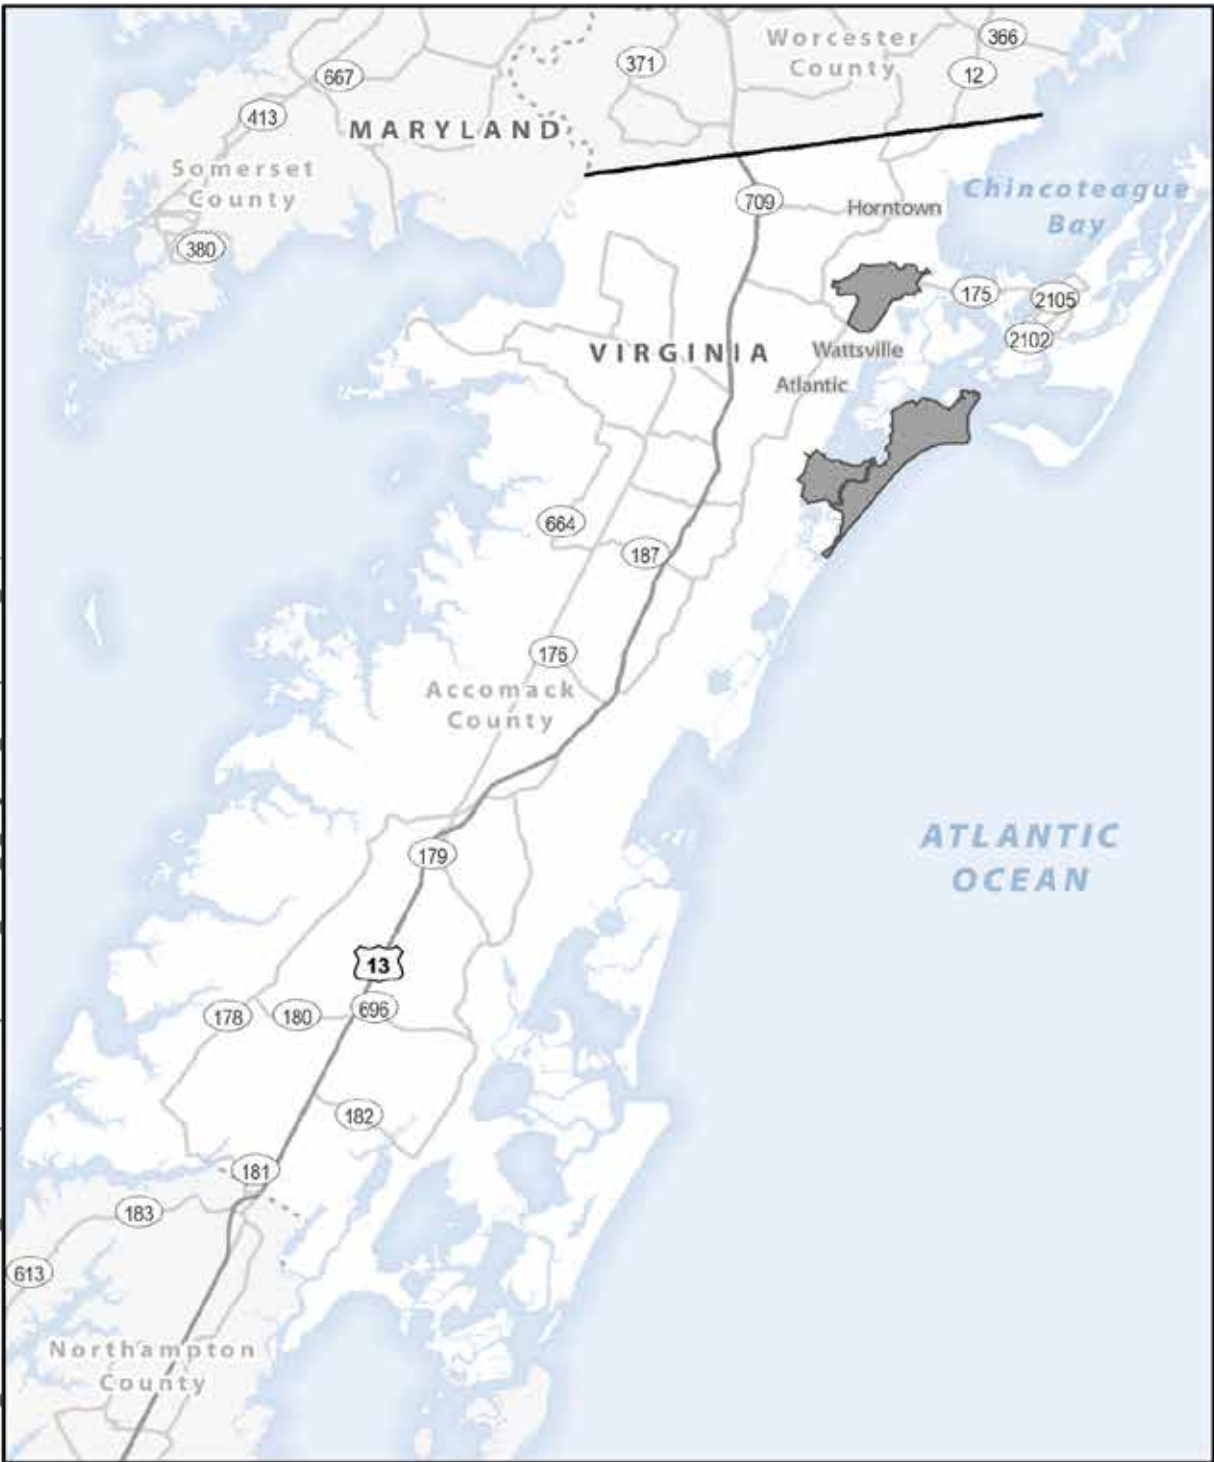 Worcester
County
366
371
12
667
413
MARYLAND
Somerset
County
380
709
Horntown
Chincoteague
Bay
175
2105
2102
VIRGINIA
Wattsville
Atlantic
664
187
176
Accomack
County
ATLANTIC
OCEAN
179
13
178
180
696
182
181
183
613
Northampton
County